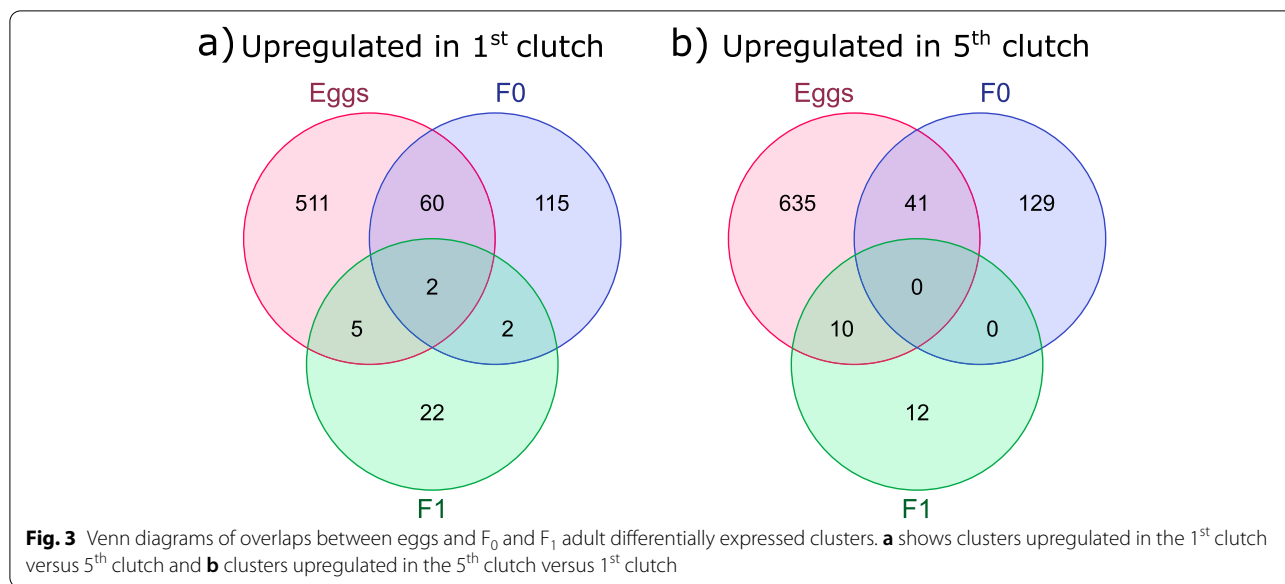 a) Upregulated in 1st clutch
b) Upregulated in 5th clutch
Eggs
F0
511
60
115
2
5
2
22
F1
Eggs
F0
635
41
129
0
10
0
12
F1
Fig. 3 Venn diagrams of overlaps between eggs and F0 and F1 adult differentially expressed clusters. a shows clusters upregulated in the 1st clutch
versus 5th clutch and b clusters upregulated in the 5th clutch versus 1st clutch